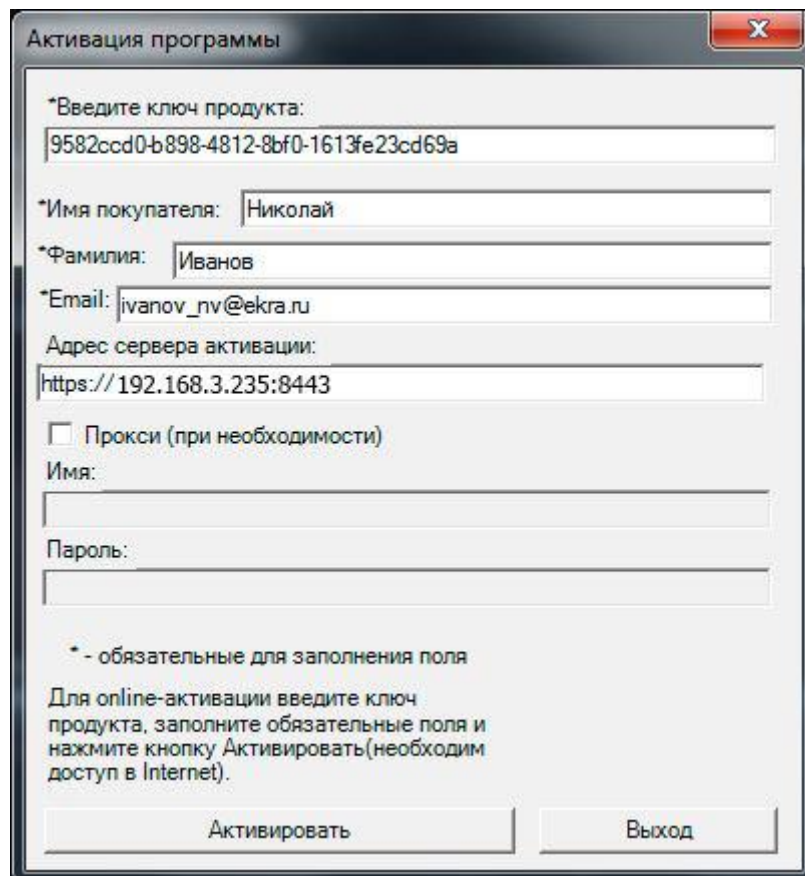 Активация программы
*Введите ключ продукта:
9582ccd0-b898-4812-8bf0-1613fe23cd69a
*Имя покупателя: Николай
*Фамилия: Иванов
*Email: ivanov_nv@ekra.ru
Адрес сервера активации:
https://192.168.3.235:8443
Прокси (при необходимости)
Имя:
Пароль:
* - обязательные для заполнения поля
Для online-активации введите ключ
продукта, заполните обязательные поля и
нажмите кнопку Активировать(необходим
доступ в Internet).
Активировать Выход